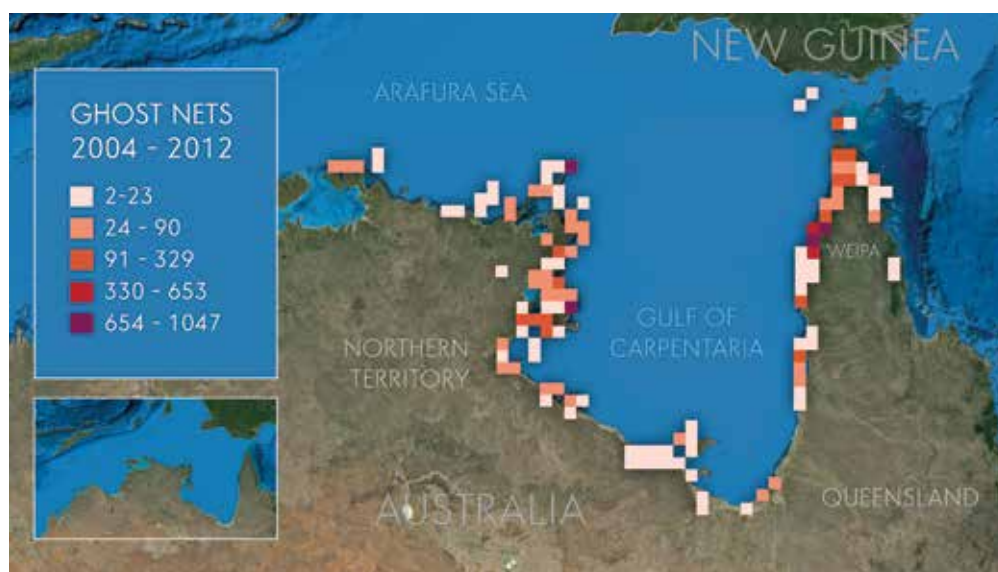 NEW GUINEA
ARAFURA SEA
GHOST NETS
2004 - 2012
2-23
24 - 90
91 - 329
330 - 653
654 - 1047
WEIPA
GULF OF
CARPENTARIA
NORTHERN
TERRITORY
QUEENSLAND
AUSTRALIA